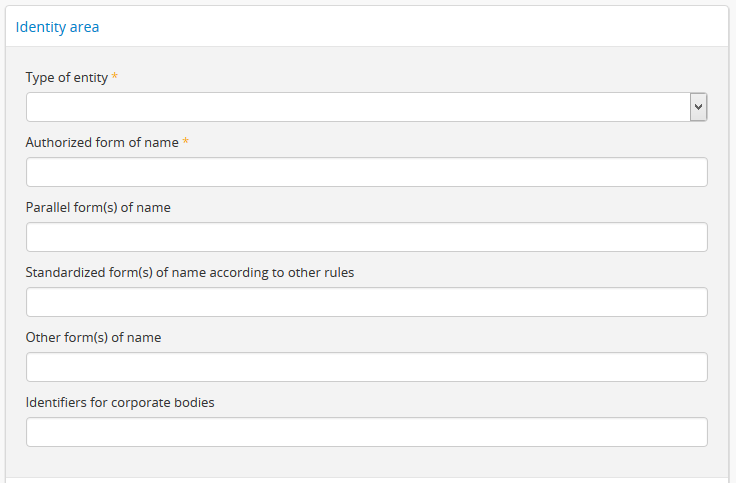 Identity area
Type of entity *
Authorized form of name *
Parallel form(s) of name
Standardized form(s) of name according to other rules
Other form(s) of name
Identifiers for corporate bodies